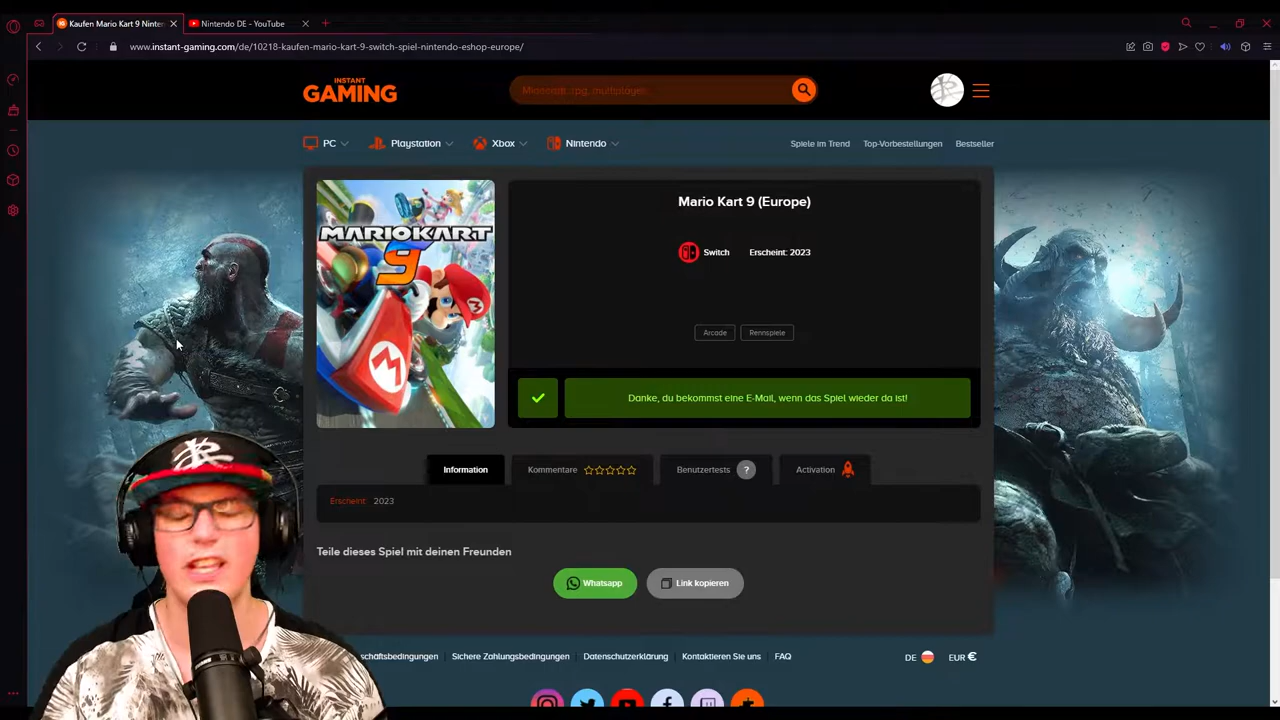 Kaufen Mario Kart 9 Ninten
Nintendo DE - YouTube
www.instant-gaming.com/de/10218-kaufen-mario-kart-9-switch-spiel-nintendo-eshop-europe/
INSTANT
GAMING
Minecraft, rpg, multiplayer...
PC
Playstation
Xbox
Nintendo
Spiele im Trend
Top-Vorbestellungen
Bestseller
MARIOKART
9
Mario Kart 9 (Europe)
Switch
Erscheint: 2023
Arcade
Rennspiele
Danke, du bekommst eine E-Mail, wenn das Spiel wieder da ist!
Information
Kommentare
Benutzertests ?
Activation
Erscheint: 2023
Teile dieses Spiel mit deinen Freunden
Whatsapp
Link kopieren
Sichere Zahlungsbedingungen
Datenschutzerklärung
Kontaktieren Sie uns
FAQ
DE
EUR €